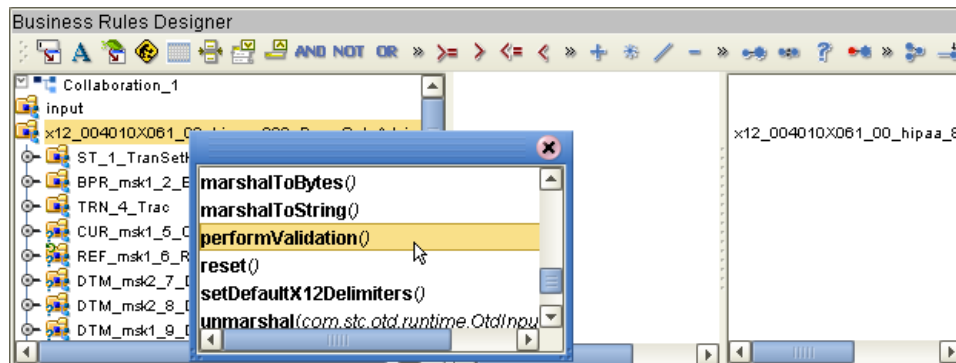 Business Rules Designer
A AND NOT OR » >= > <= < » + * / - » ? » 
Collaboration_1
input
x12_004010X061_00_hipaa_8
ST_1_TranSetH
marshalToBytes()
BPR_msk1_2_B
marshalToString()
TRN_4_Trac
CUR_msk1_5_C
performValidation()
REF_msk1_6_R
reset()
DTM_msk2_7_D
setDefaultX12Delimiters()
DTM_msk2_8_D
unmarshal(com.stc.otd.runtime.OtdInpu
DTM_msk1_9_D